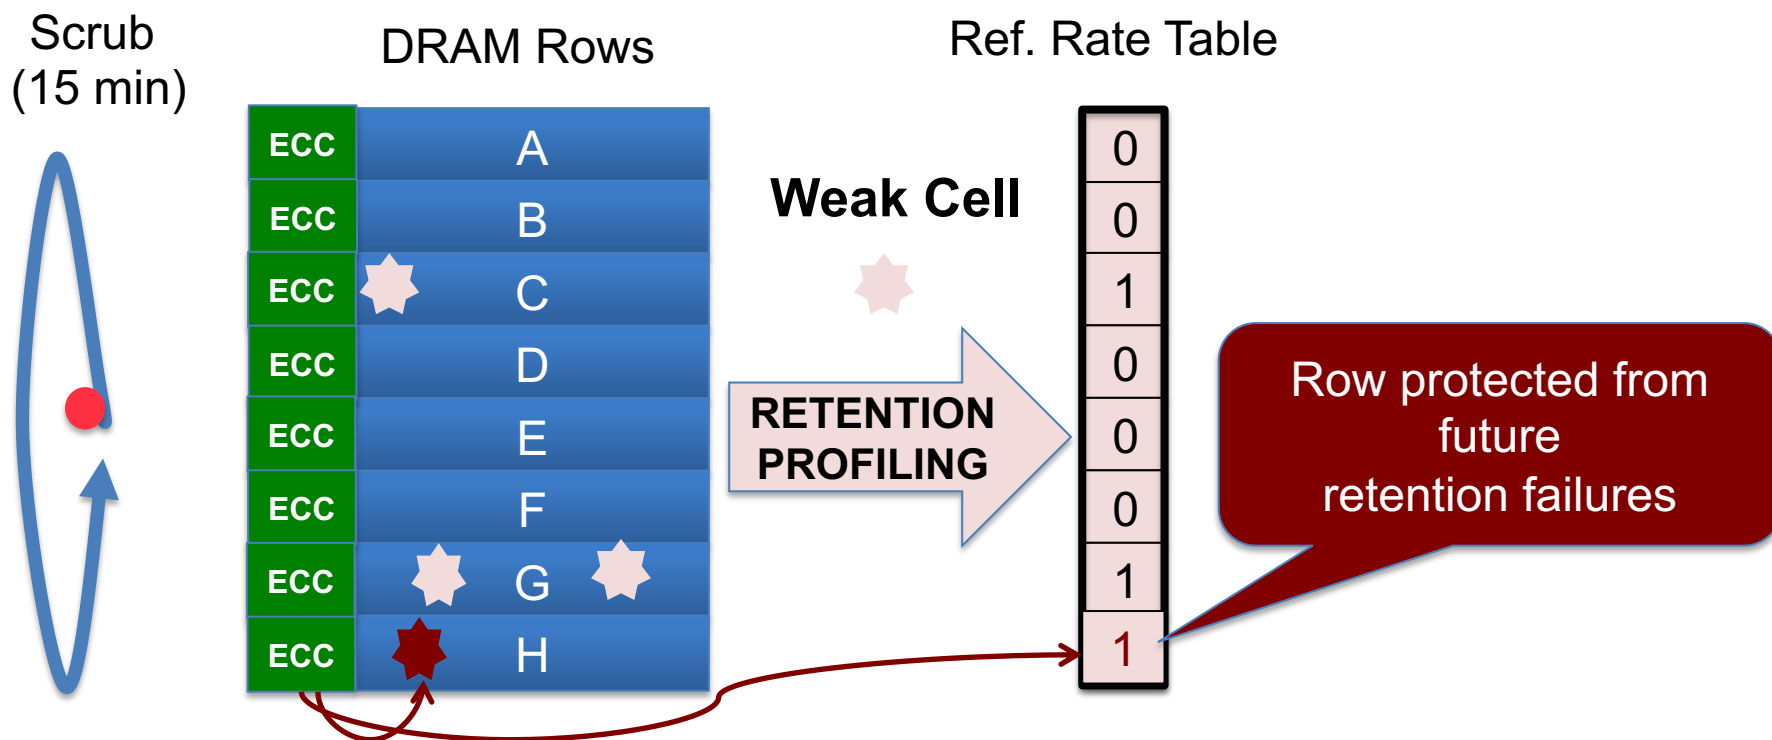 Scrub
(15 min)
DRAM Rows
Ref. Rate Table
ECC A 0
ECC B 0
Weak Cell
ECC C 1
ECC D 0
ECC E 0
RETENTION
PROFILING
ECC F 0
ECC G 1
ECC H 1
Row protected from
future
retention failures